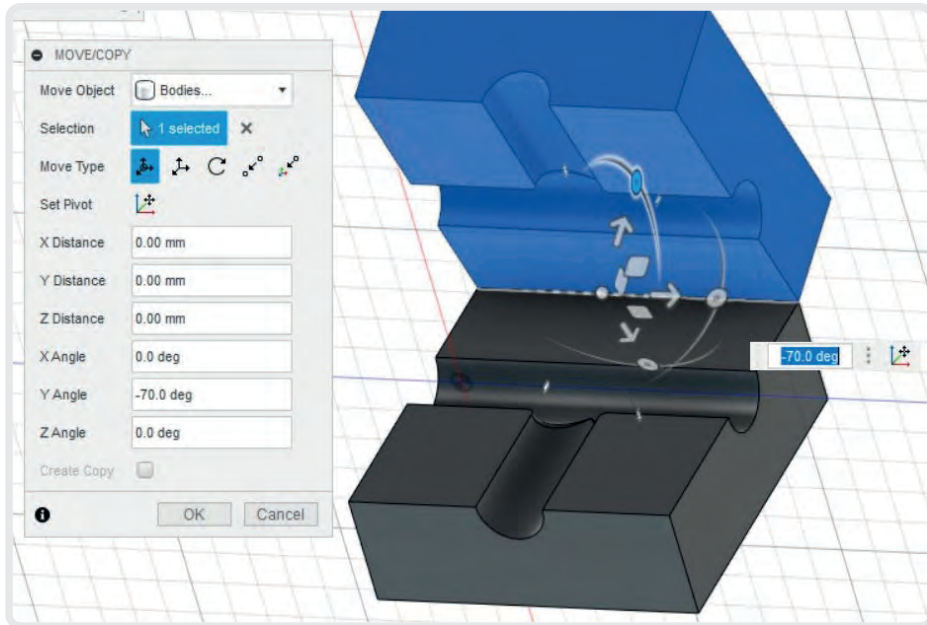 MOVE/COPY
Move Object Bodies...
Selection 1 selected
Move Type
Set Pivot
X Distance 0.00 mm
Y Distance 0.00 mm
Z Distance 0.00 mm
X Angle 0.0 deg
Y Angle -70.0 deg
Z Angle 0.0 deg
Create Copy
OK Cancel
-70.0 deg